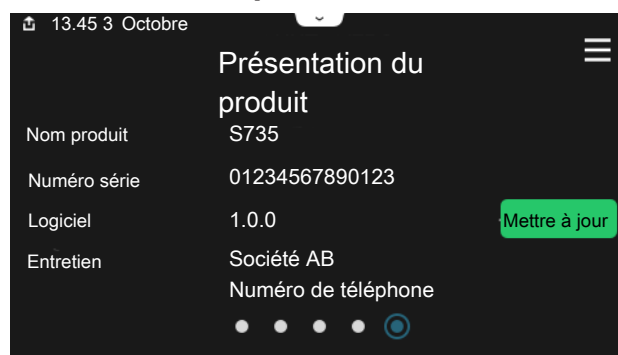 13.45 3 Octobre
Présentation du
produit
Nom produit S735
Numéro série 01234567890123
Logiciel 1.0.0 Mettre à jour
Entretien Société AB
Numéro de téléphone